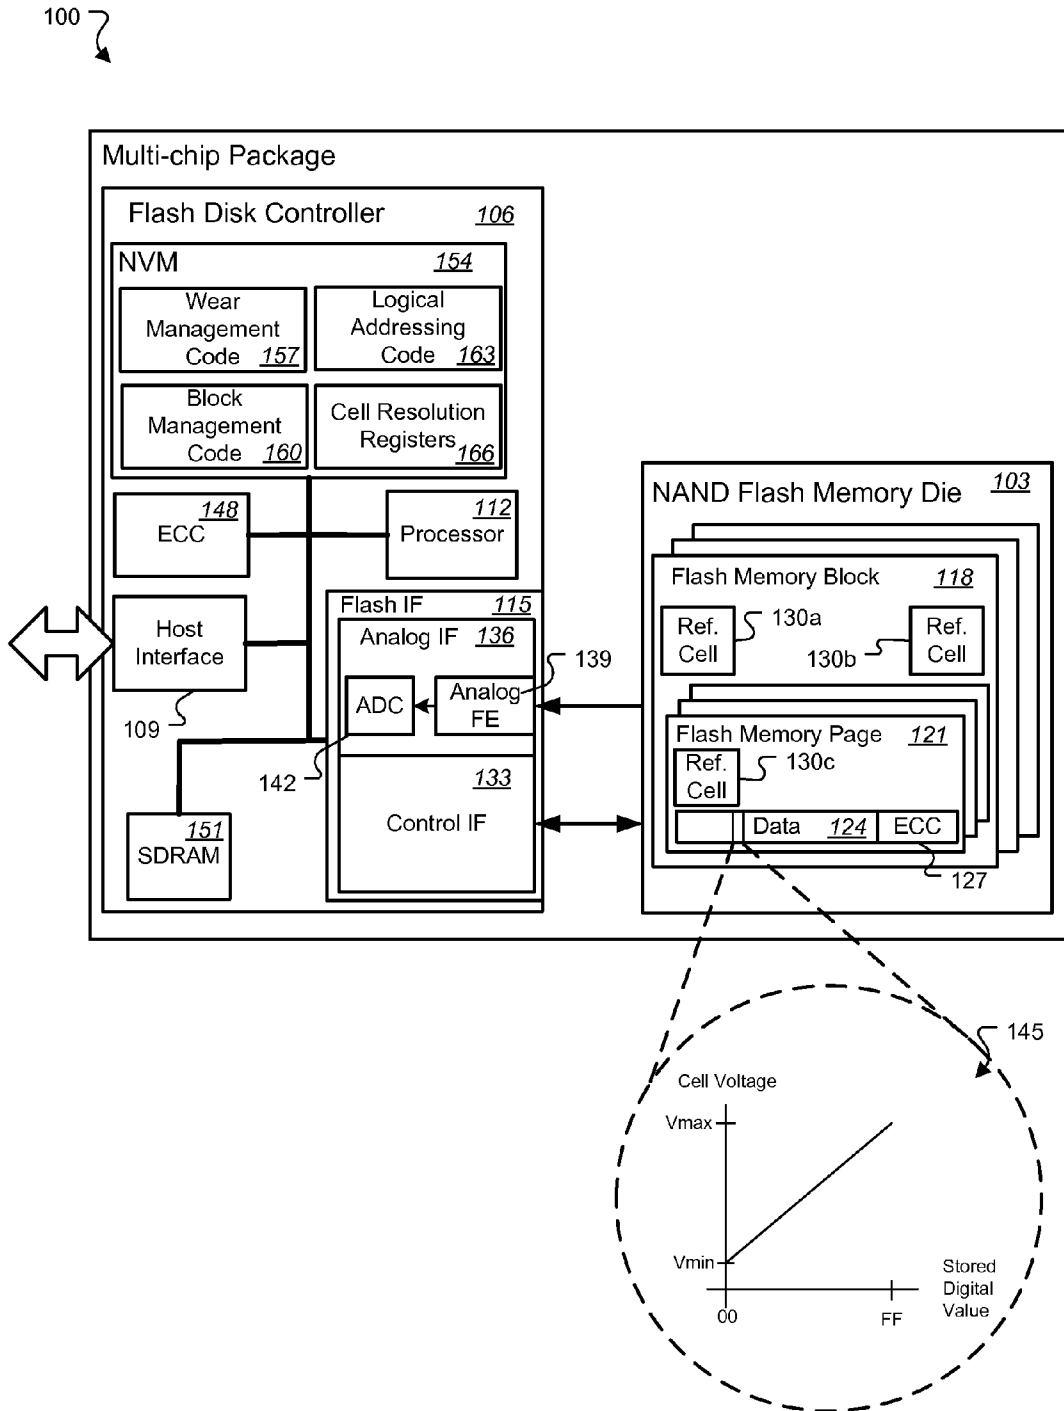 100
Multi-chip Package
Flash Disk Controller 106
NVM 154
Wear
Management
Code 157
Logical
Addressing
Code 163
Block
Management
Code 160
Cell Resolution
Registers 166
148
ECC
112
Processor
Host
Interface
109
Flash IF 115
Analog IF 136
139
ADC
Analog
FE
142
133
Control IF
151
SDRAM
103
NAND Flash Memory Die
Flash Memory Block 118
Ref.
Cell
130a
130b
Ref.
Cell
Flash Memory Page 121
Ref.
Cell
130c
Data 124 ECC
127
145
Cell Voltage
Vmax
Vmin
00
FF
Stored
Digital
Value